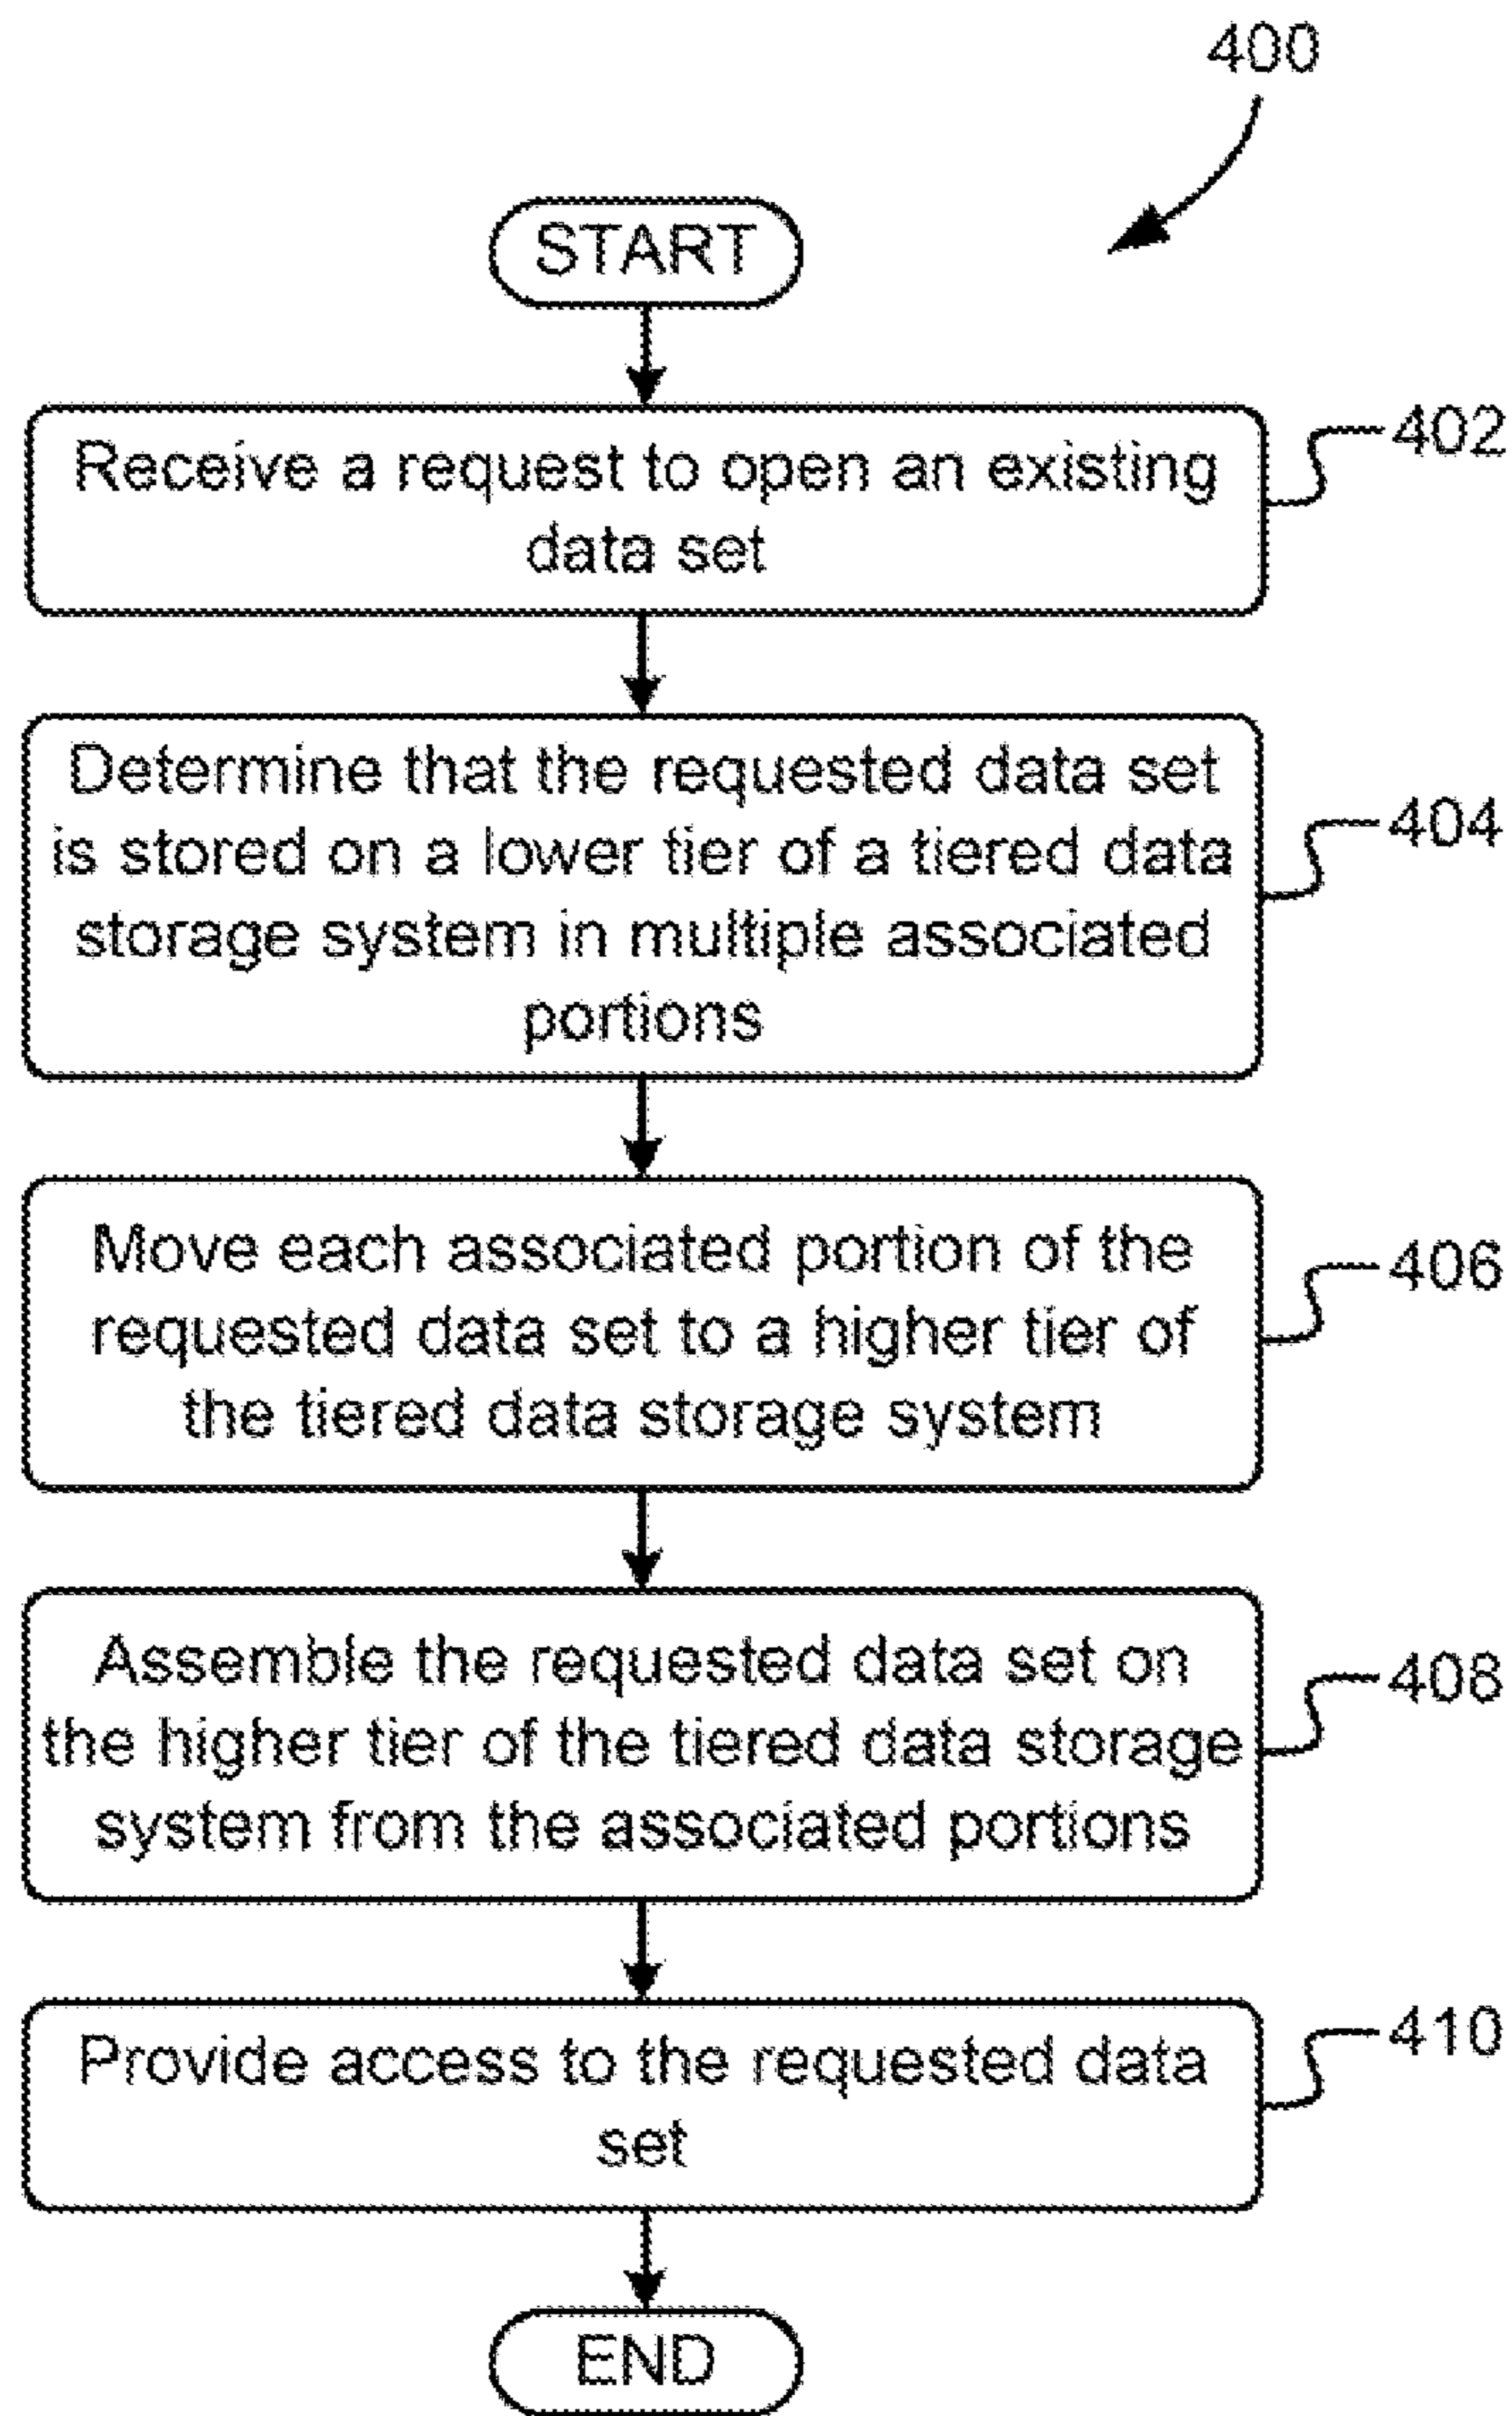 400
START
Receive a request to open an existing
data set
402
Determine that the requested data set
is stored on a lower tier of a tiered data
storage system in multiple associated
portions
404
Move each associated portion of the
requested data set to a higher tier of
the tiered data storage system
406
Assemble the requested data set on
the higher tier of the tiered data storage
system from the associated portions
408
Provide access to the requested data
set
410
END